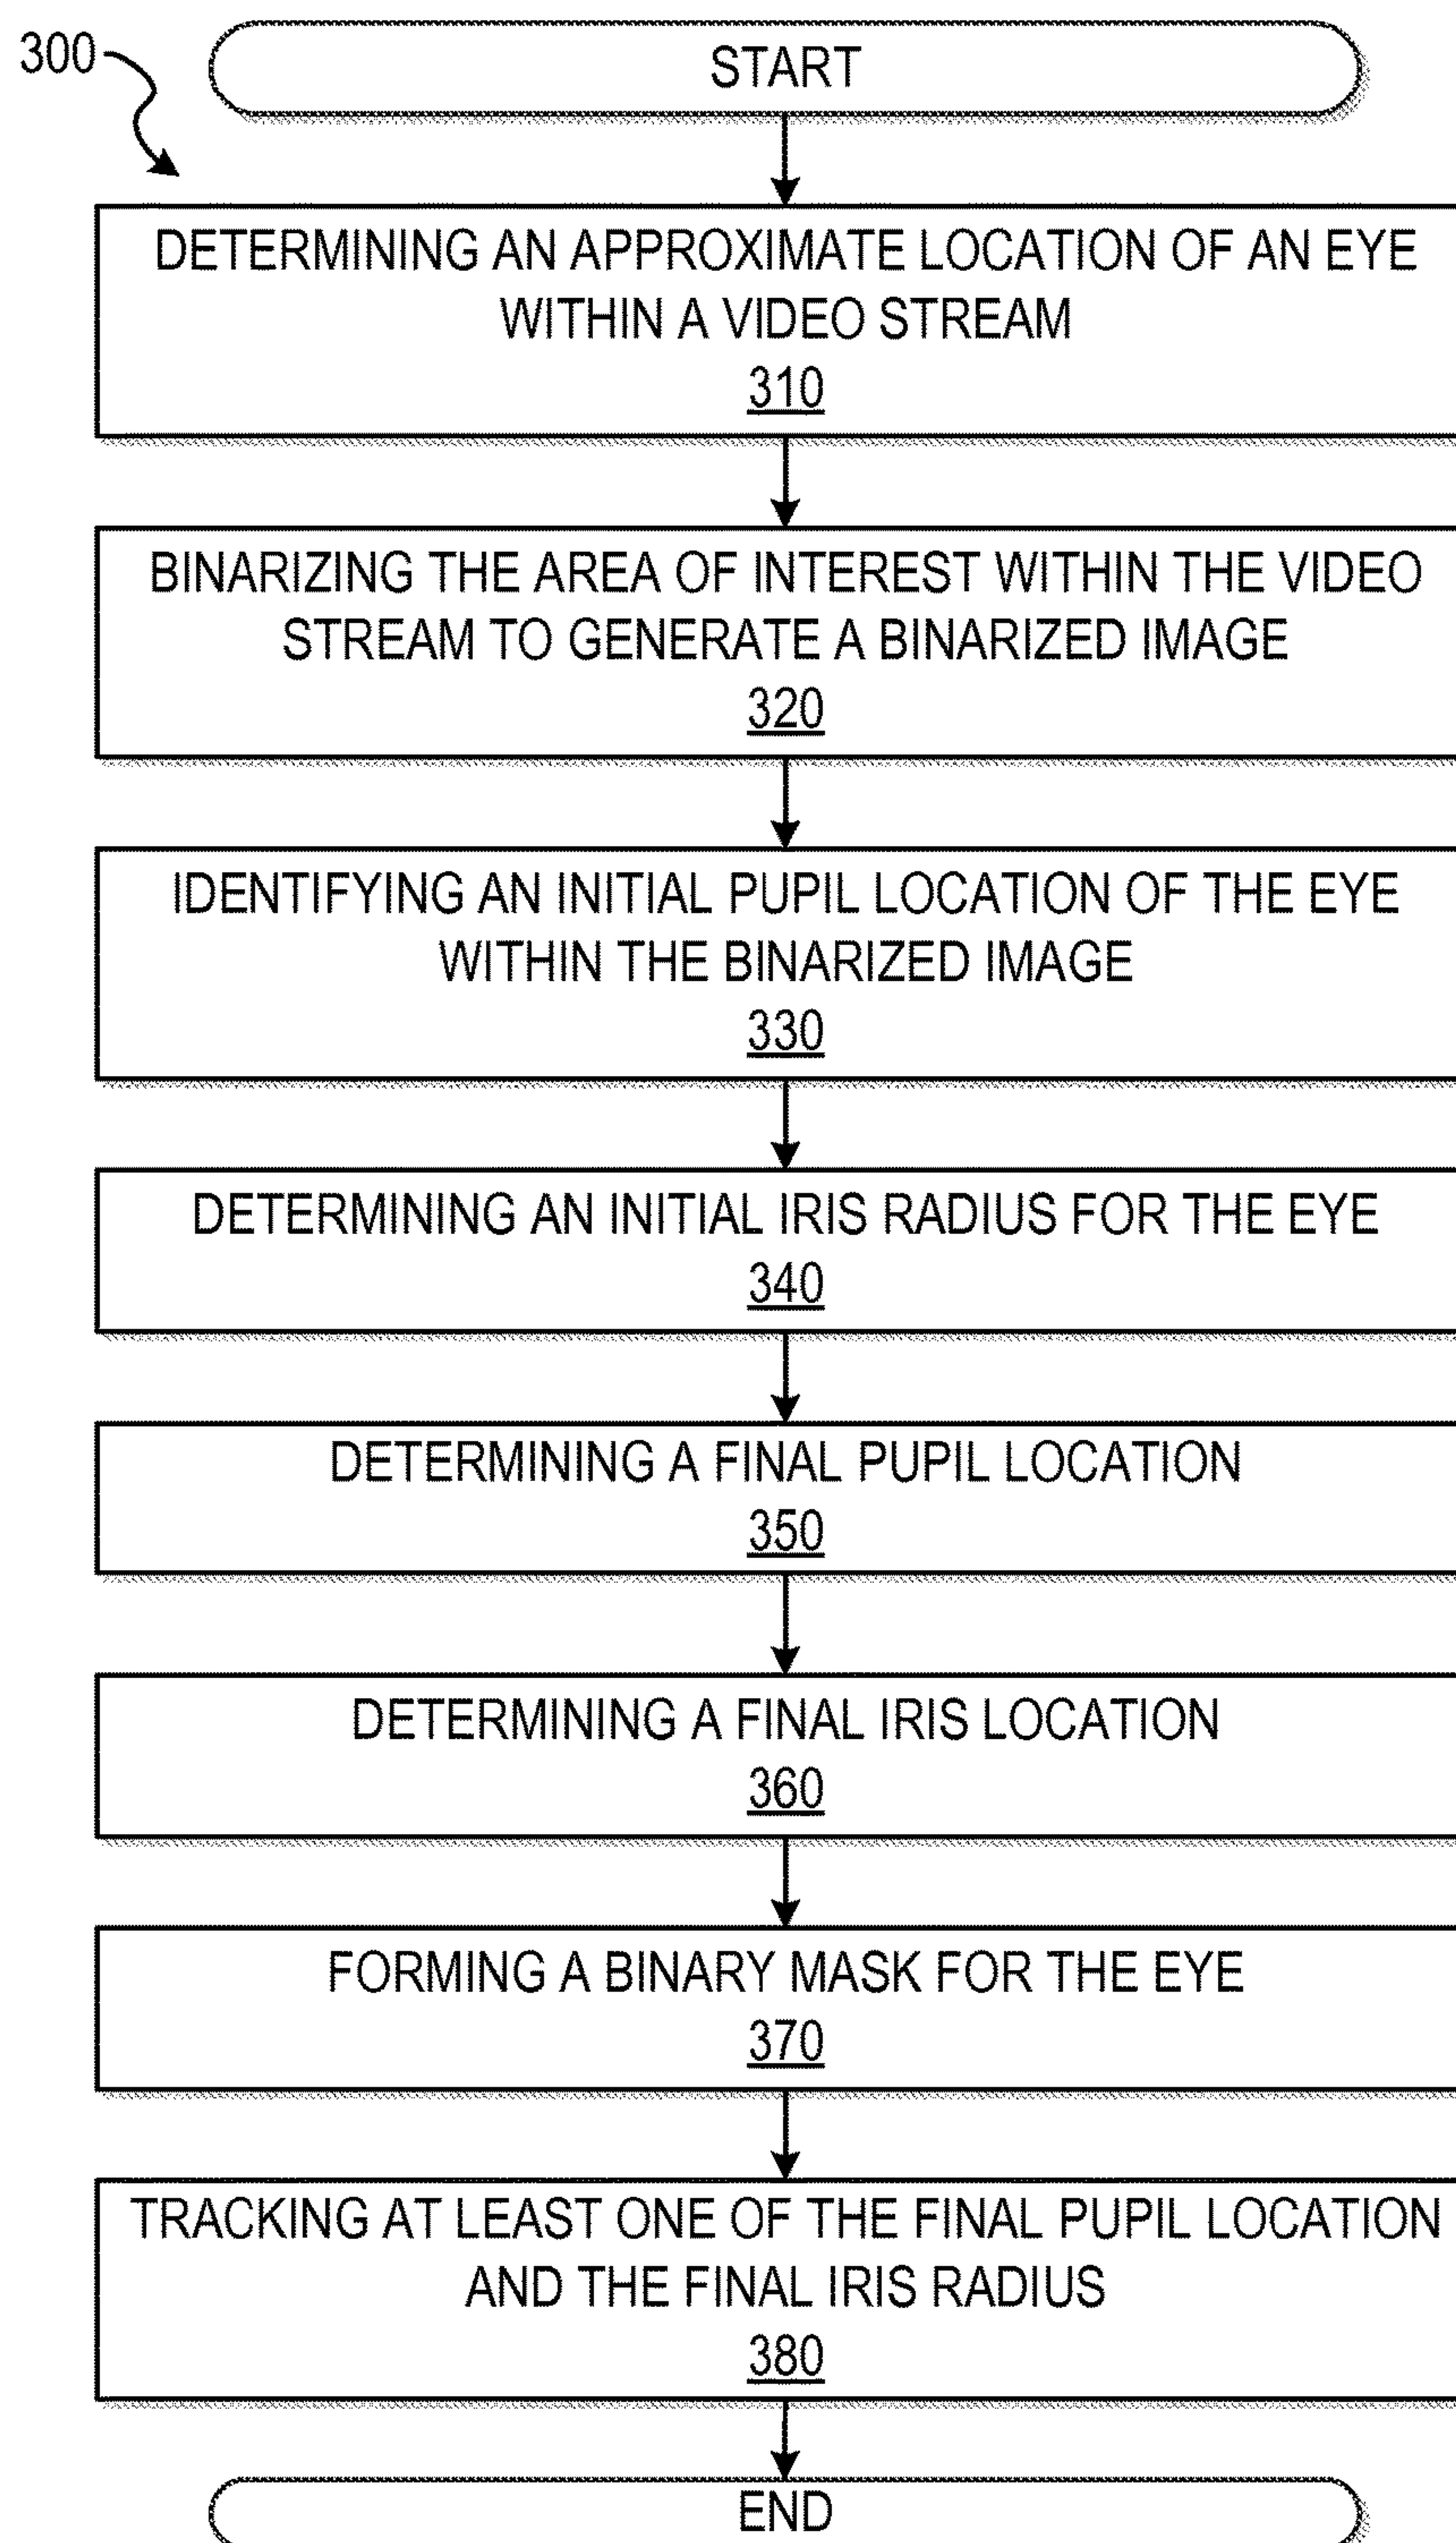 300
START
DETERMINING AN APPROXIMATE LOCATION OF AN EYE
WITHIN A VIDEO STREAM
310
BINARIZING THE AREA OF INTEREST WITHIN THE VIDEO
STREAM TO GENERATE A BINARIZED IMAGE
320
IDENTIFYING AN INITIAL PUPIL LOCATION OF THE EYE
WITHIN THE BINARIZED IMAGE
330
DETERMINING AN INITIAL IRIS RADIUS FOR THE EYE
340
DETERMINING A FINAL PUPIL LOCATION
350
DETERMINING A FINAL IRIS LOCATION
360
FORMING A BINARY MASK FOR THE EYE
370
TRACKING AT LEAST ONE OF THE FINAL PUPIL LOCATION
AND THE FINAL IRIS RADIUS
380
END